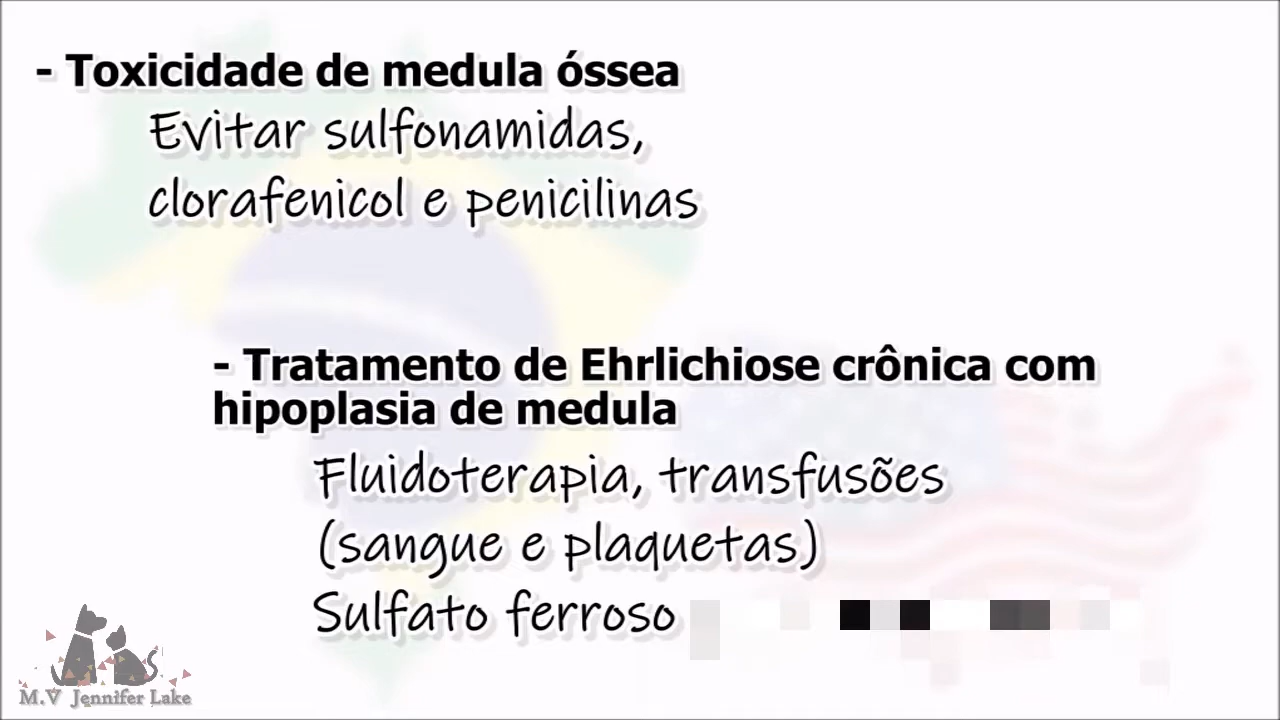 - Toxicidade de medula óssea
Evitar sulfonamidas,
clorafenicol e penicilinas
- Tratamento de Ehrlichiose crônica com
hipoplasia de medula
Fluidoterapia, transfusões
(sangue e plaquetas)
Sulfato ferroso
M.V Jennifer Lake